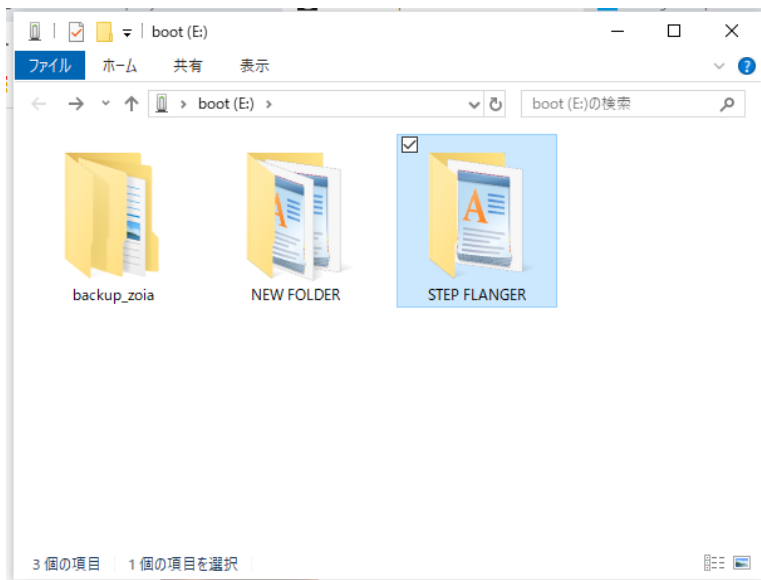 boot (E:)
ファイル ホーム 共有 表示
boot (E:) boot (E:)の検索
backup_zoia NEW FOLDER STEP FLANGER
3 個の項目 1 個の項目を選択